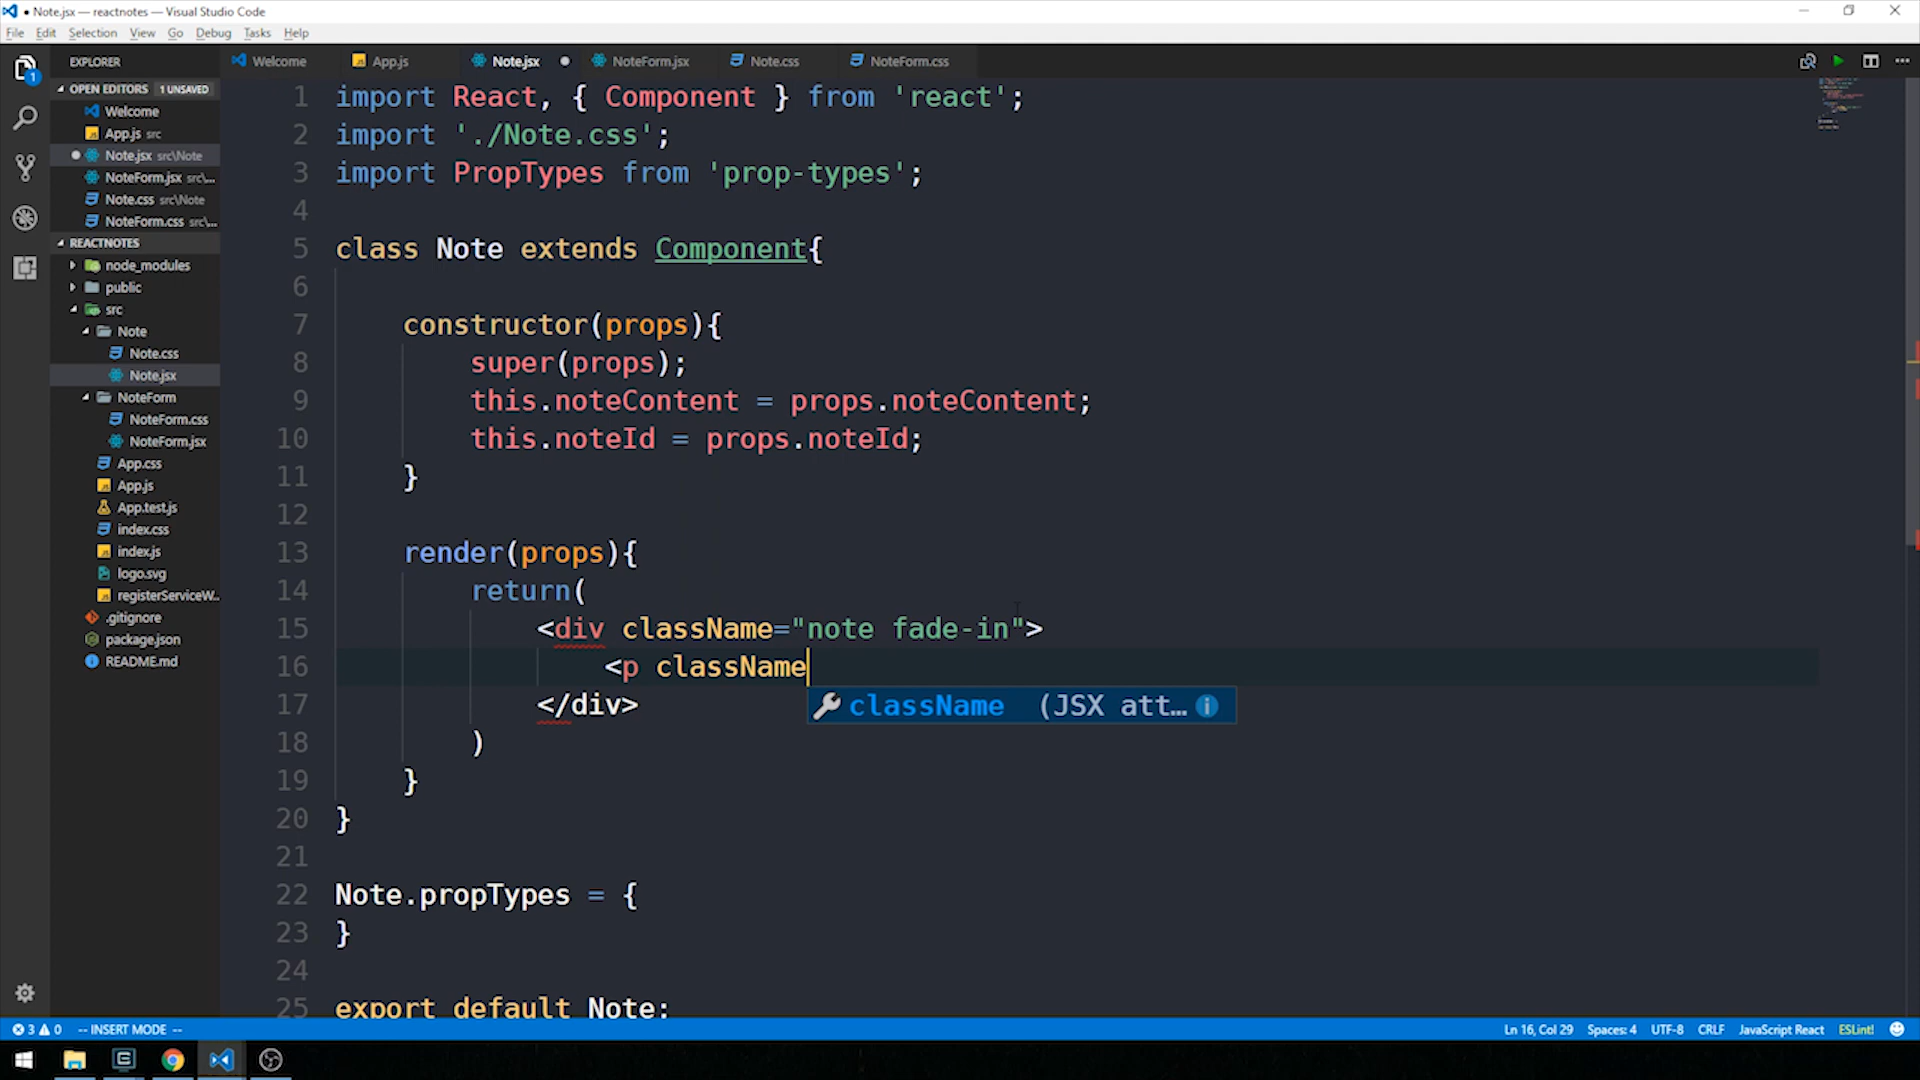 ● Note.jsx — reactnotes — Visual Studio Code
File Edit Selection View Go Debug Tasks Help
EXPLORER
Welcome App.js Note.jsx NoteForm.jsx Note.css NoteForm.css
OPEN EDITORS 1 UNSAVED
Welcome
App.js src
Note.jsx src\Note
NoteForm.jsx src\...
Note.css src\Note
NoteForm.css src\...
REACTNOTES
node_modules
public
src
Note
Note.css
Note.jsx
NoteForm
NoteForm.css
NoteForm.jsx
App.css
App.js
App.test.js
index.css
index.js
logo.svg
registerServiceW...
.gitignore
package.json
README.md
1
1 import React, { Component } from 'react';
2 import './Note.css';
3 import PropTypes from 'prop-types';
4
5 class Note extends Component{
6
7 constructor(props){
8 super(props);
9 this.noteContent = props.noteContent;
10 this.noteId = props.noteId;
11 }
12
13 render(props){
14 return(
15 <div className="note fade-in">
16 <p className
17 </div>
className (JSX att...
18 )
19 }
20 }
21
22 Note.propTypes = {
23 }
24
25 export default Note;
3 0 -- INSERT MODE --
Ln 16, Col 29 Spaces: 4 UTF-8 CRLF JavaScript React ESLint!